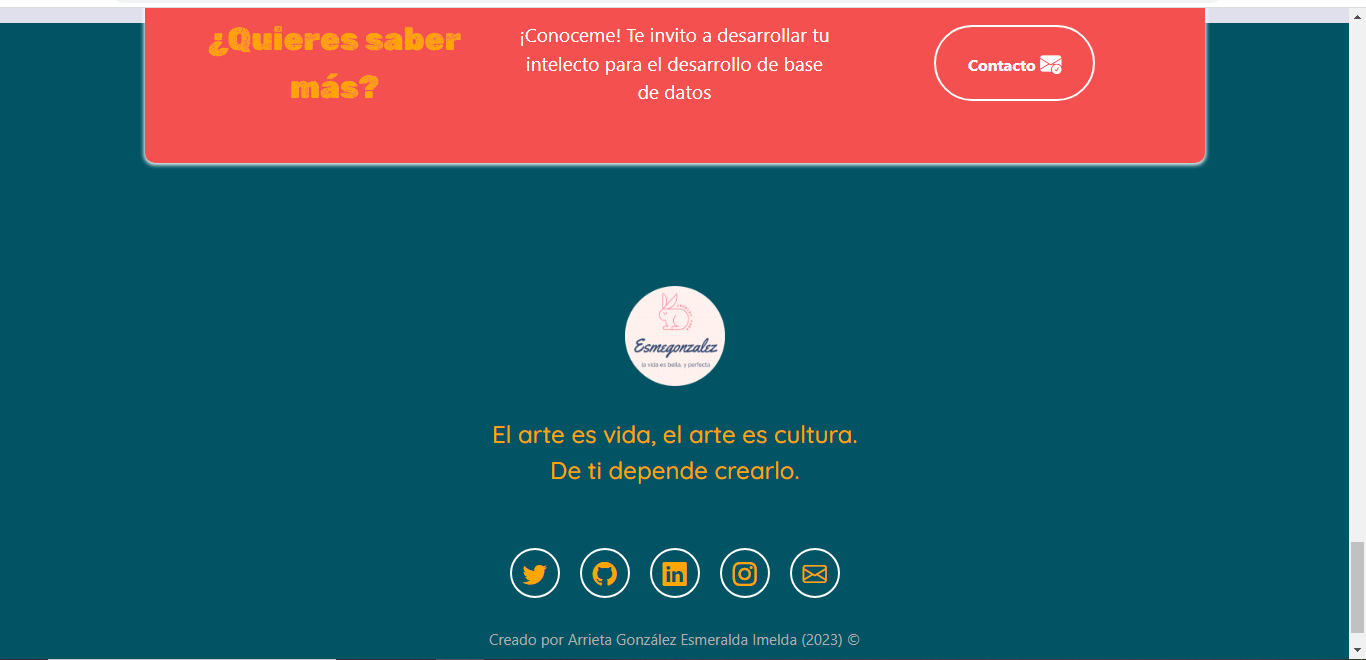 ¿Quieres saber
más?
¡Conoceme! Te invito a desarrollar tu
intelecto para el desarrollo de base
de datos
Contacto
Esmegonzalez
la vida es bella y perfecta
El arte es vida, el arte es cultura.
De ti depende crearlo.
Creado por Arrieta González Esmeralda Imelda (2023) ©